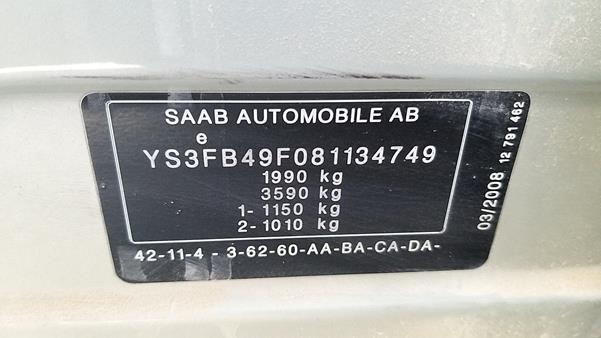 SAAB AUTOMOBILE AB
e
YS3FB49F081134749
1990 kg
3590 kg
1- 1150 kg
2- 1010 kg
42-11-4 - 3-62-60-AA-BA-CA-DA-
03/2008
12 791 462